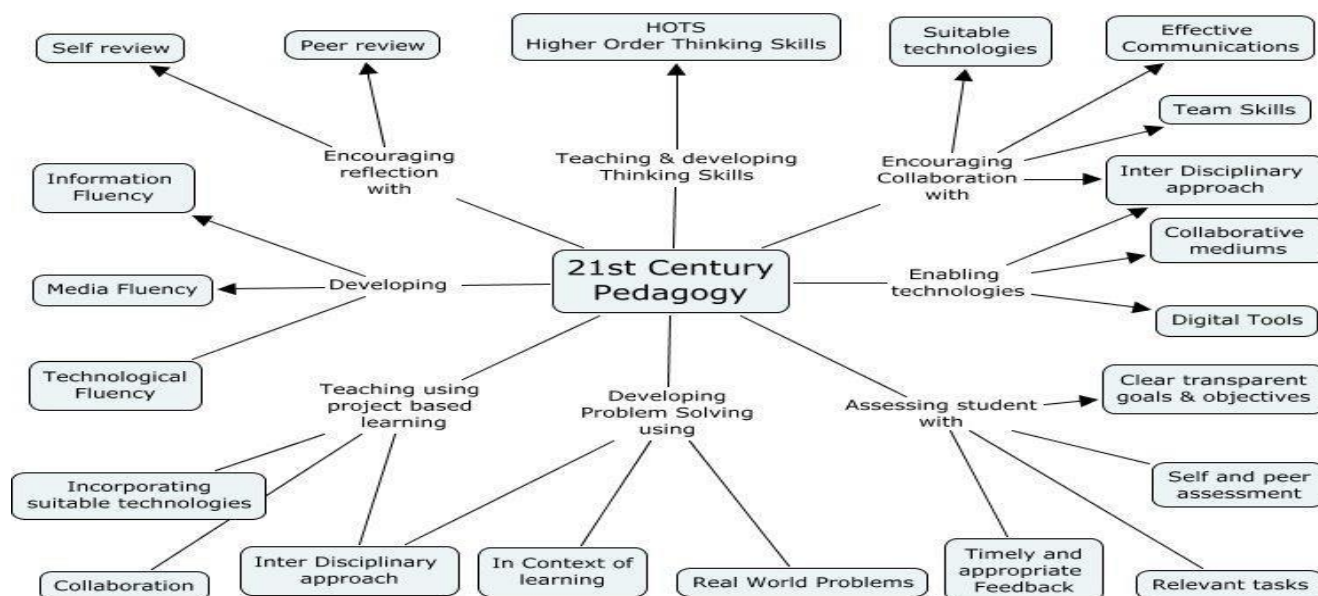 Self review
Peer review
HOTS
Higher Order Thinking Skills
Suitable
technologies
Effective
Communications
Team Skills
Encouraging
reflection
with
Teaching & developing
Thinking Skills
Encouraging
Collaboration
with
Inter Disciplinary
approach
Information
Fluency
Collaborative
mediums
Media Fluency
Developing
21st Century
Pedagogy
Enabling
technologies
Digital Tools
Technological
Fluency
Teaching using
project based
learning
Developing
Problem Solving
using
Assessing student
with
Clear transparent
goals & objectives
Incorporating
suitable technologies
Self and peer
assessment
Collaboration
Inter Disciplinary
approach
In Context of
learning
Real World Problems
Timely and
appropriate
Feedback
Relevant tasks